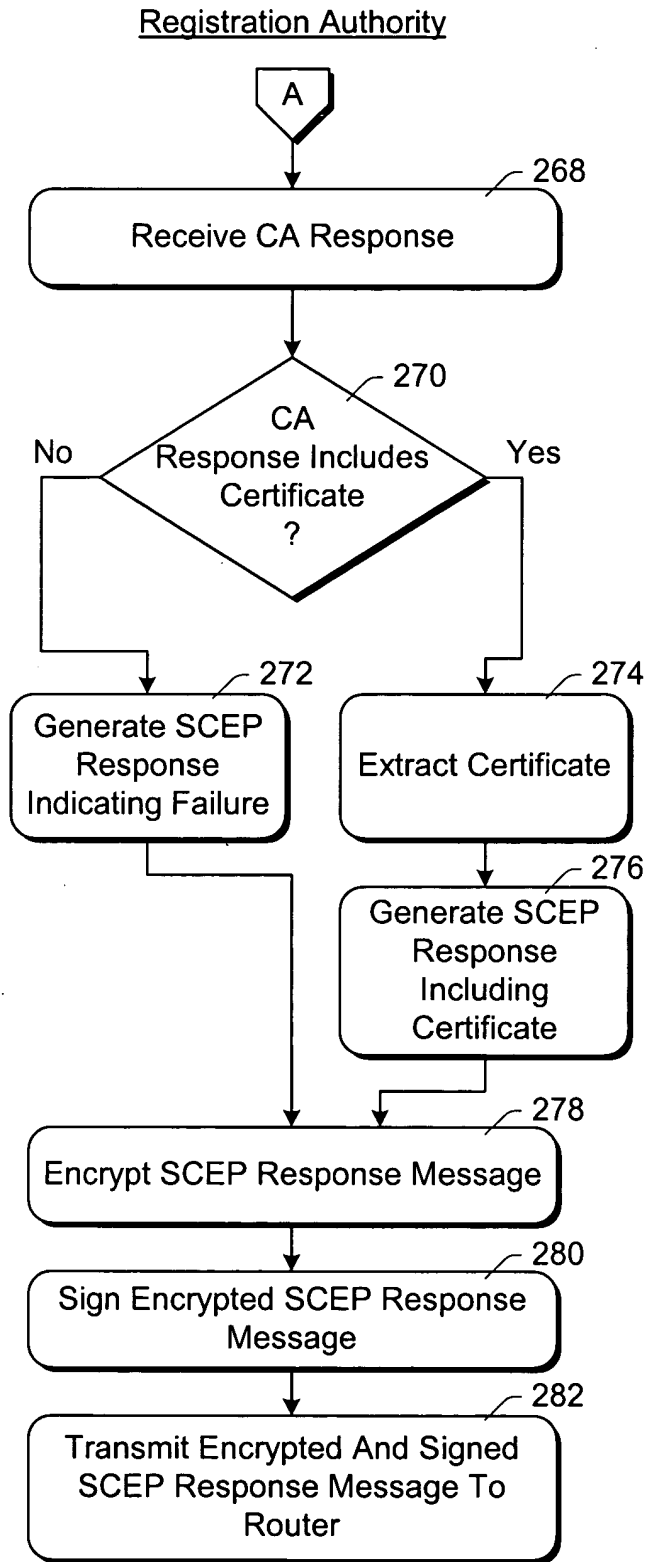 Registration Authority
A
268
Receive CA Response
270
CA
Response Includes
Certificate
?
No
Yes
272
Generate SCEP
Response
Indicating Failure
274
Extract Certificate
276
Generate SCEP
Response
Including
Certificate
278
Encrypt SCEP Response Message
280
Sign Encrypted SCEP Response
Message
282
Transmit Encrypted And Signed
SCEP Response Message To
Router